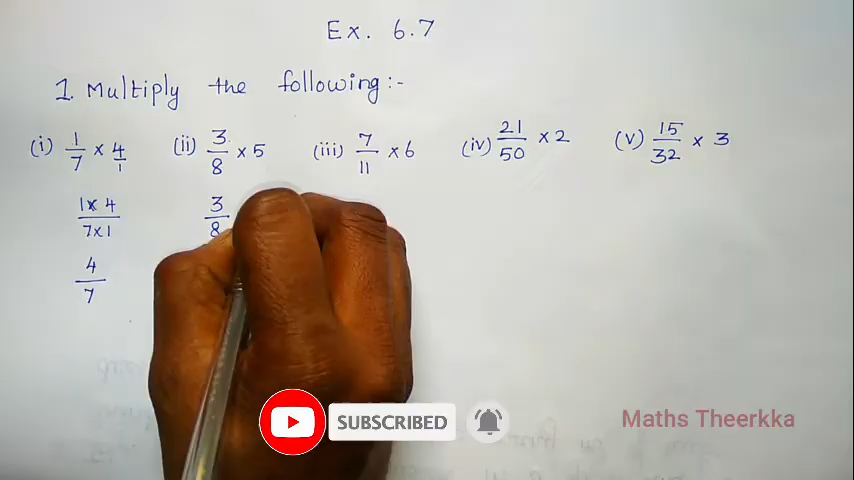 Ex. 6.7
1. Multiply the following:-
(i) 1/7 × 4/1 (ii) 3/8 × 5 (iii) 7/11 × 6 (iv) 21/50 × 2 (v) 15/32 × 3
1 × 4 / 7 × 1 3/8
4/7
SUBSCRIBED
Maths Theerkka